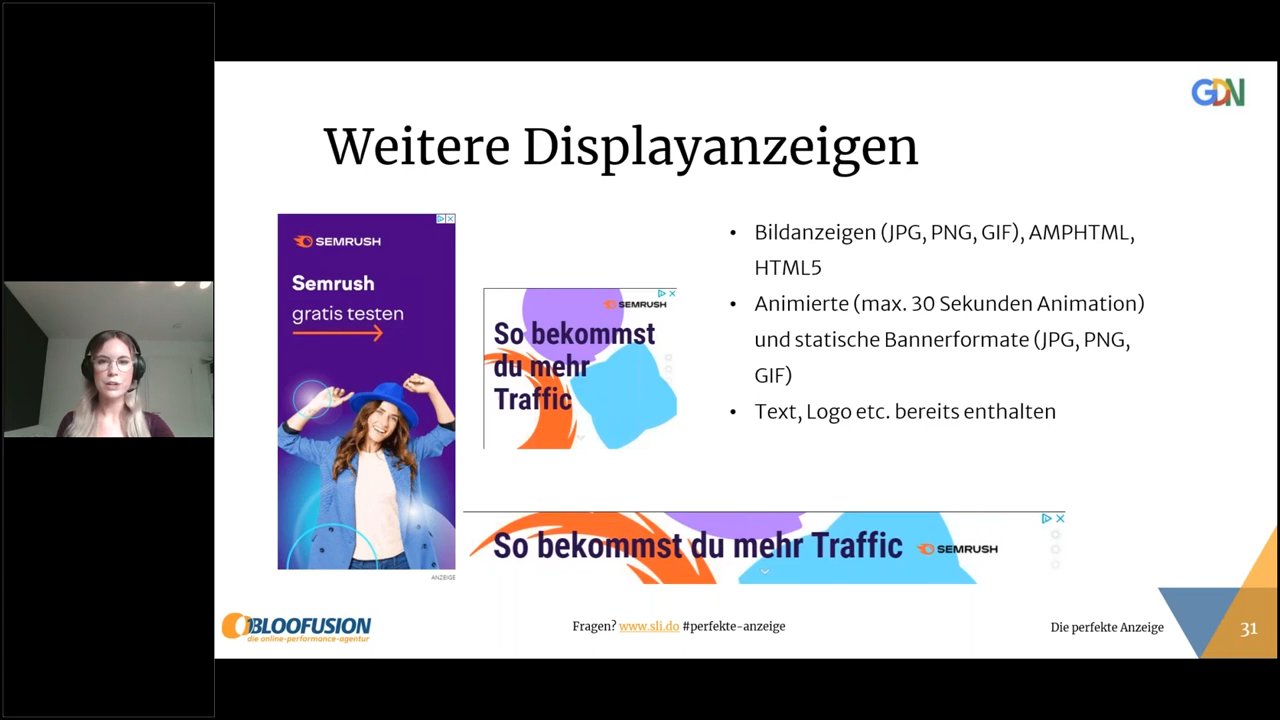 GDN
Weitere Displayanzeigen
SEMRUSH
Semrush
gratis testen
ANZEIGE
SEMRUSH
So bekommst
du mehr
Traffic
• Bildanzeigen (JPG, PNG, GIF), AMPHTML,
HTML5
• Animierte (max. 30 Sekunden Animation)
und statische Bannerformate (JPG, PNG,
GIF)
• Text, Logo etc. bereits enthalten
So bekommst du mehr Traffic
SEMRUSH
BLOOFUSION
die online-performance-agentur
Fragen? www.sli.do #perfekte-anzeige
Die perfekte Anzeige
31